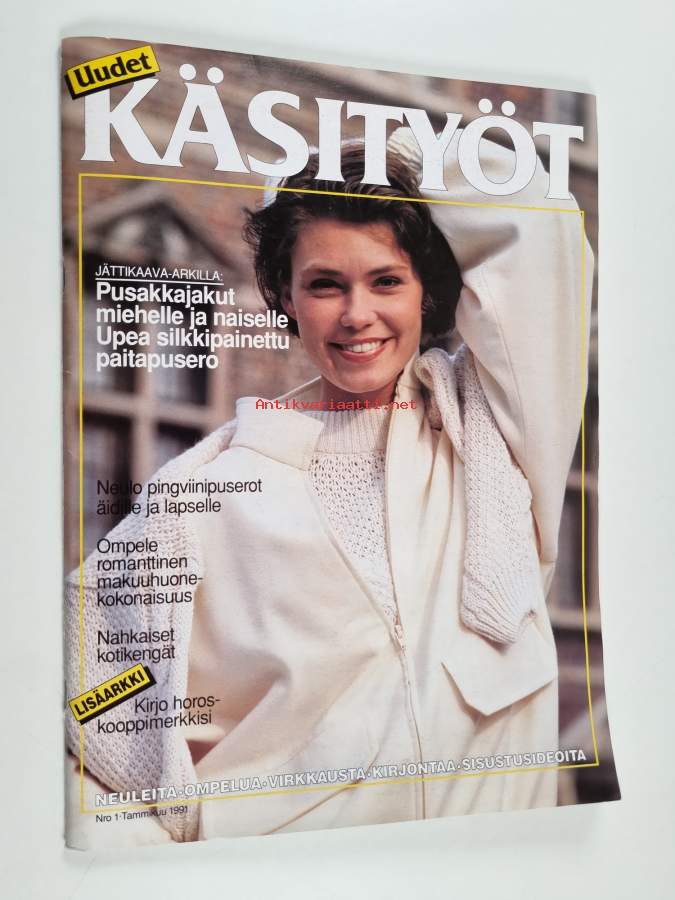 Uudet
KÄSITYÖT
JÄTTIKAAVA-ARKILLA:
Pusakkajakut
miehelle ja naiselle
Upea silkkipainettu
paitapusero
Antikvariaatti.net
Neulo pingviinipuserot
äidille ja lapselle
Ompele
romanttinen
makuuhuone-
kokonaisuus
Nahkaiset
kotikengät
LISÄARKKI
Kirjo horos-
kooppimerkkisi
NEULEITA·OMPELUA·VIRKKAUSTA·KIRJONTAA·SISUSTUSIDEOITA
Nro 1·Tammikuu 1991